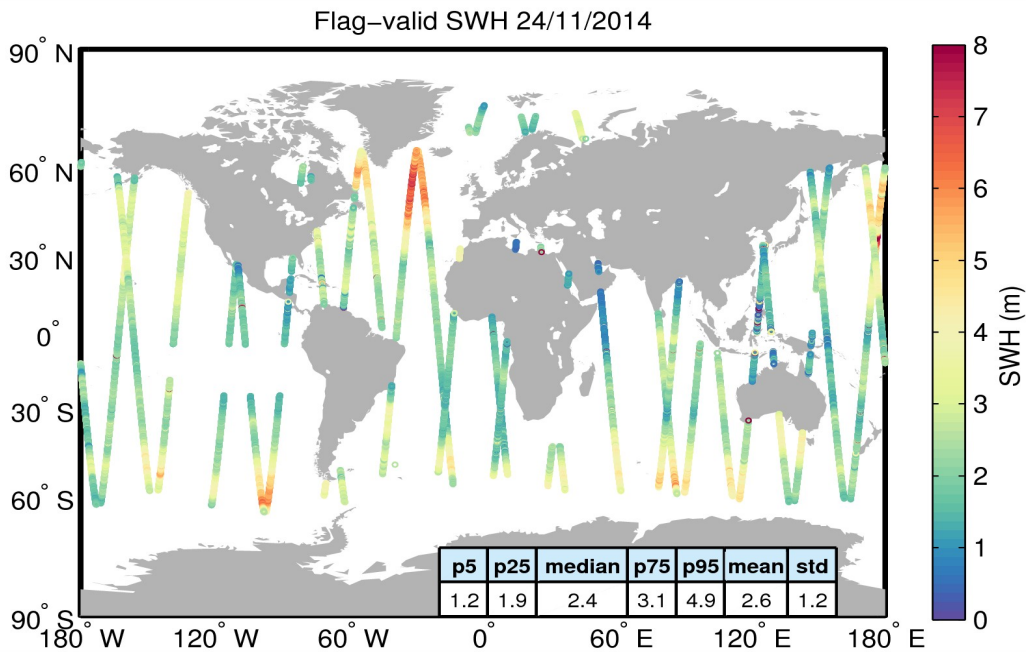 Flag−valid SWH 24/11/2014
90° N
60° N
30° N
0°
30° S
60° S
90° S
180° W
120° W
60° W
0°
60° E
120° E
180° E
8
7
6
5
4
3
2
1
0
SWH (m)
p5 p25 median p75 p95 mean std
1.2 1.9 2.4 3.1 4.9 2.6 1.2